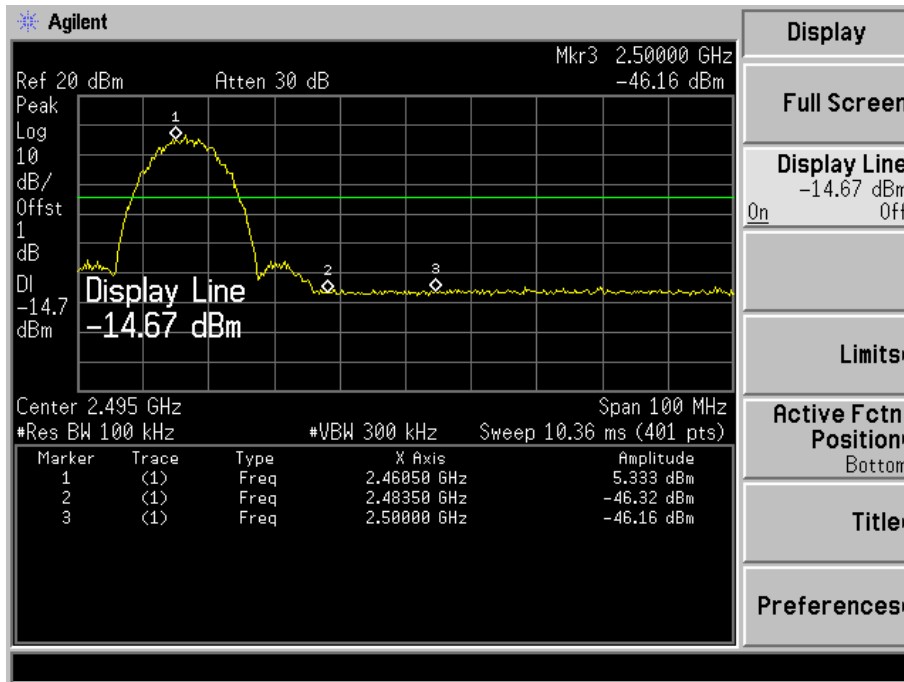 Agilent
Mkr3 2.50000 GHz
Ref 20 dBm Atten 30 dB -46.16 dBm
Peak
Log
10
dB/
Offst
1
dB
DI
-14.7
dBm
1
2
3
Display Line
-14.67 dBm
Center 2.495 GHz Span 100 MHz
#Res BW 100 kHz #VBW 300 kHz Sweep 10.36 ms (401 pts)
Marker Trace Type X Axis Amplitude
1 (1) Freq 2.46050 GHz 5.333 dBm
2 (1) Freq 2.48350 GHz -46.32 dBm
3 (1) Freq 2.50000 GHz -46.16 dBm
Display
Full Screen
Display Line
-14.67 dBm
On Off
Limits
Active Fctn
Position
Bottom
Title
Preferences